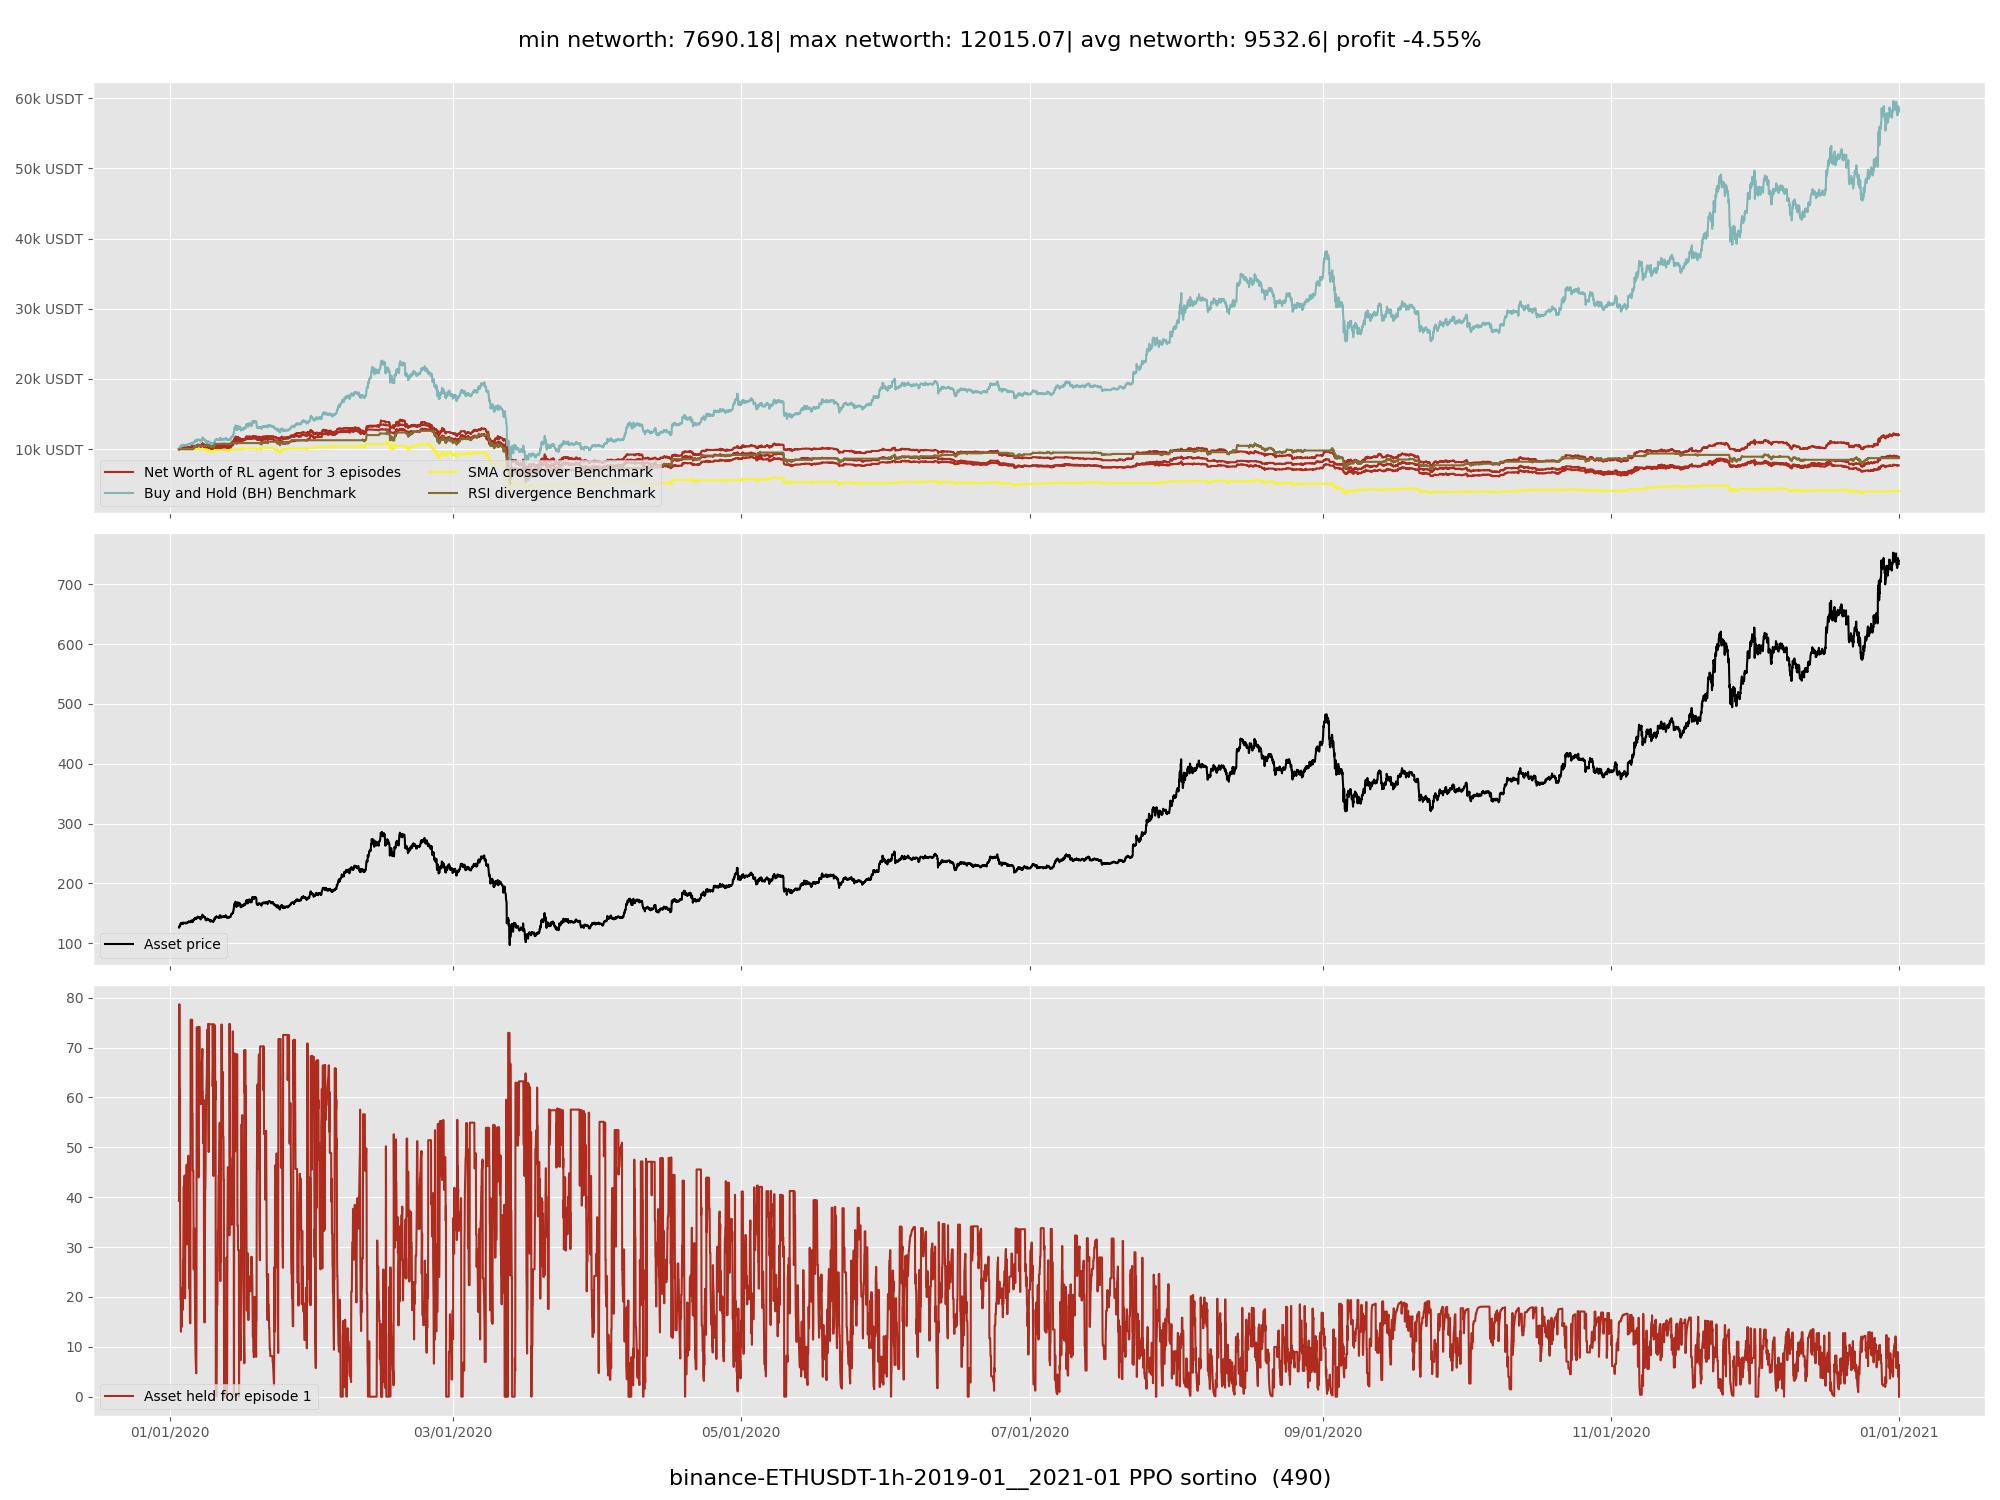 min networth: 7690.18| max networth: 12015.07| avg networth: 9532.6| profit -4.55%
60k USDT
50k USDT
40k USDT
30k USDT
20k USDT
10k USDT
Net Worth of RL agent for 3 episodes
Buy and Hold (BH) Benchmark
SMA crossover Benchmark
RSI divergence Benchmark
700
600
500
400
300
200
100
Asset price
80
70
60
50
40
30
20
10
0
Asset held for episode 1
01/01/2020
03/01/2020
05/01/2020
07/01/2020
09/01/2020
11/01/2020
01/01/2021
binance-ETHUSDT-1h-2019-01__2021-01 PPO sortino  (490)